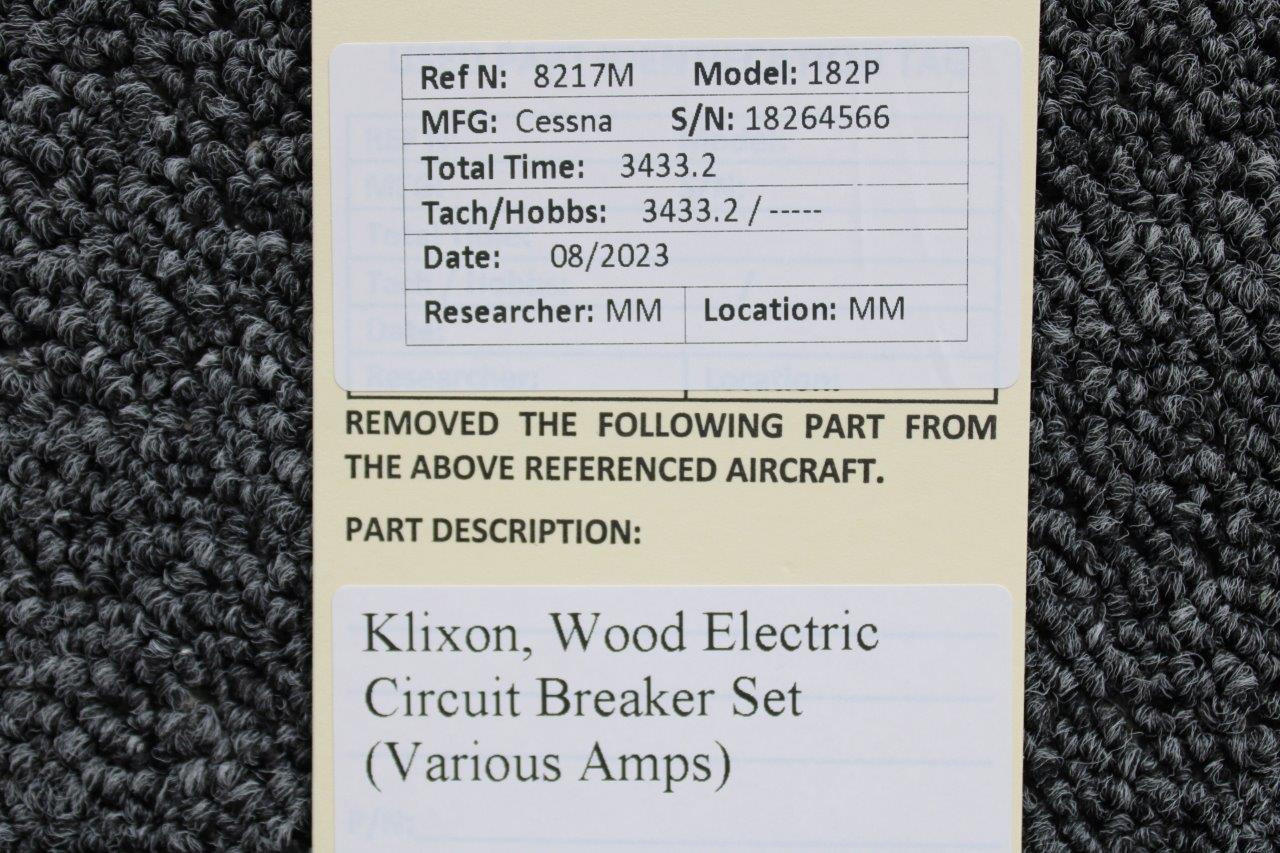 Ref N: 8217M Model: 182P
MFG: Cessna S/N: 18264566
Total Time: 3433.2
Tach/Hobbs: 3433.2 / -----
Date: 08/2023
Researcher: MM Location: MM
Researcher: Location:
REMOVED THE FOLLOWING PART FROM
THE ABOVE REFERENCED AIRCRAFT.
PART DESCRIPTION:
Klixon, Wood Electric
Circuit Breaker Set
(Various Amps)
P/N: